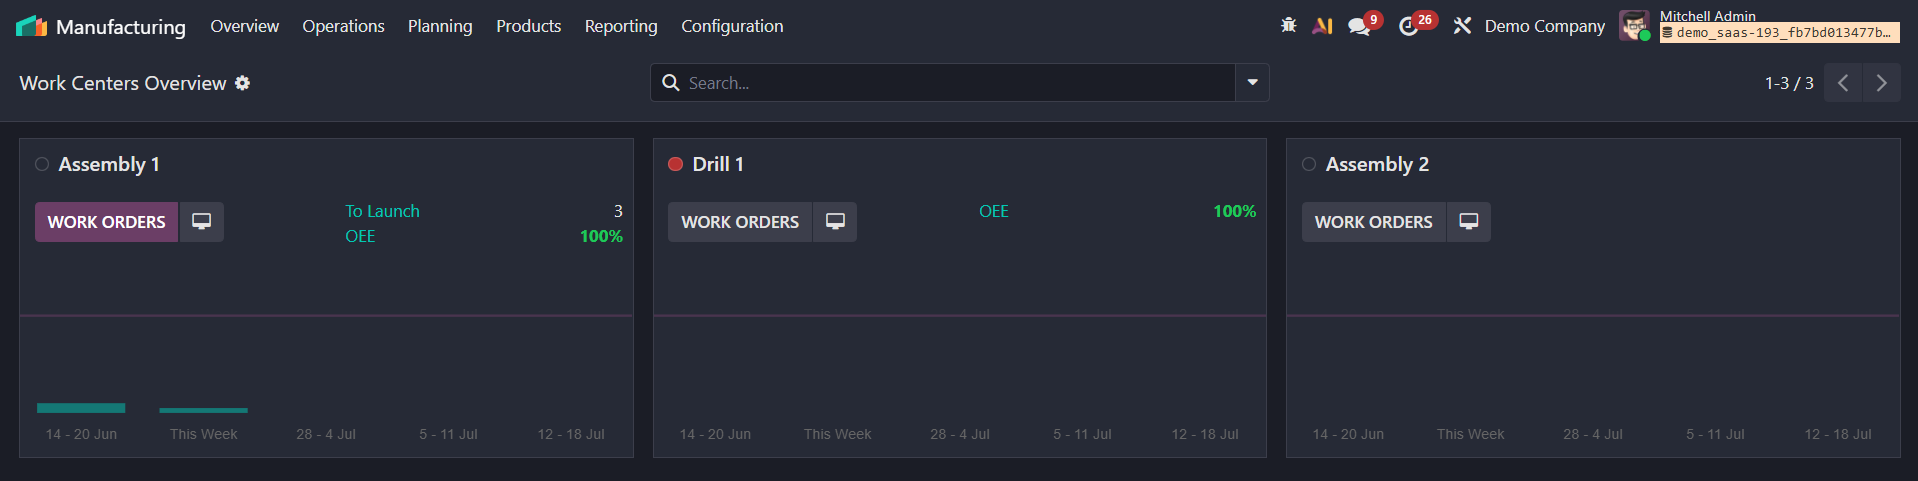 Manufacturing Overview Operations Planning Products Reporting Configuration 9 26 Demo Company Mitchell Admin
demo_saas-193_fb7bd013477b…
Work Centers Overview Search... 1-3 / 3
Assembly 1
WORK ORDERS
To Launch 3
OEE 100%
14 - 20 Jun This Week 28 - 4 Jul 5 - 11 Jul 12 - 18 Jul
Drill 1
WORK ORDERS
OEE 100%
14 - 20 Jun This Week 28 - 4 Jul 5 - 11 Jul 12 - 18 Jul
Assembly 2
WORK ORDERS
14 - 20 Jun This Week 28 - 4 Jul 5 - 11 Jul 12 - 18 Jul